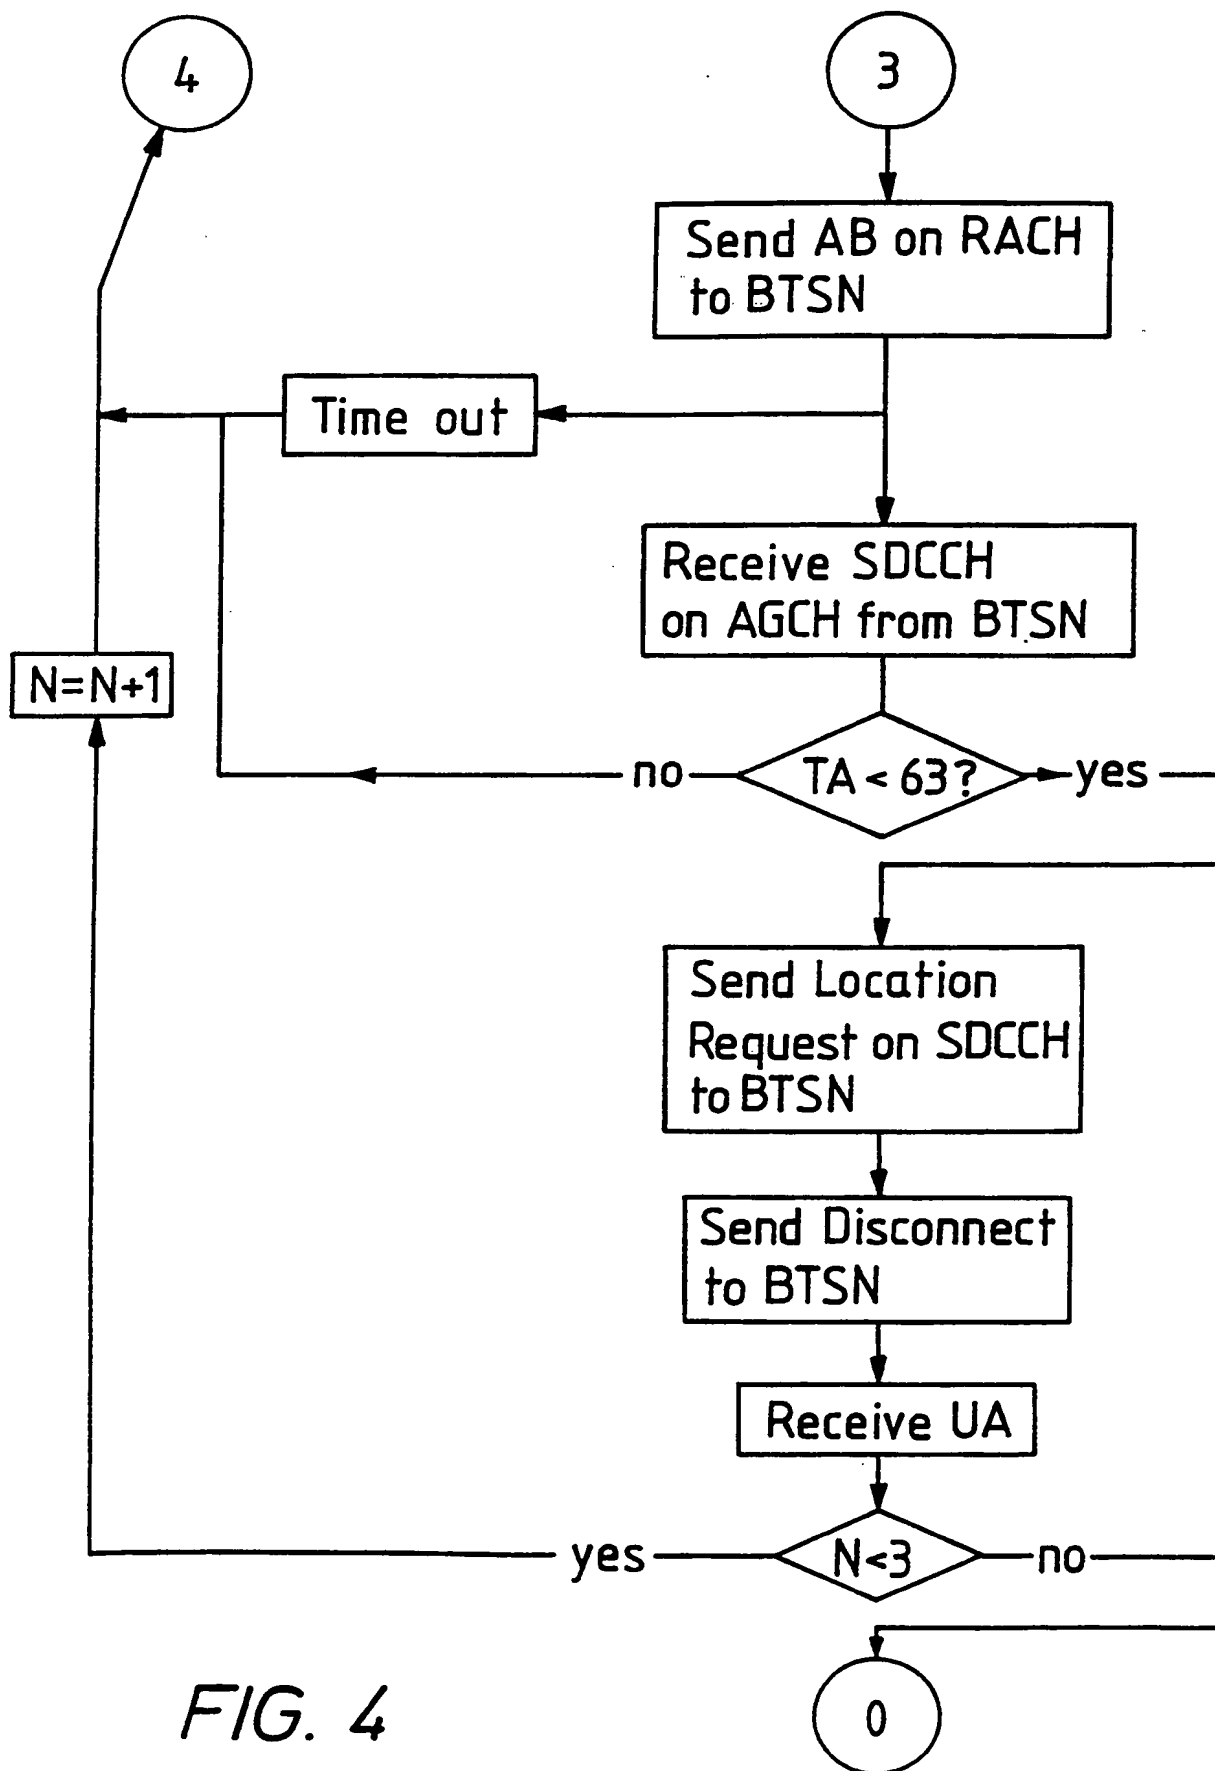 4
3
Send AB on RACH
to BTSN
Time out
Receive SDCCH
on AGCH from BTSN
N=N+1
no
TA < 63?
yes
Send Location
Request on SDCCH
to BTSN
Send Disconnect
to BTSN
Receive UA
yes
N<3
no
0
FIG. 4